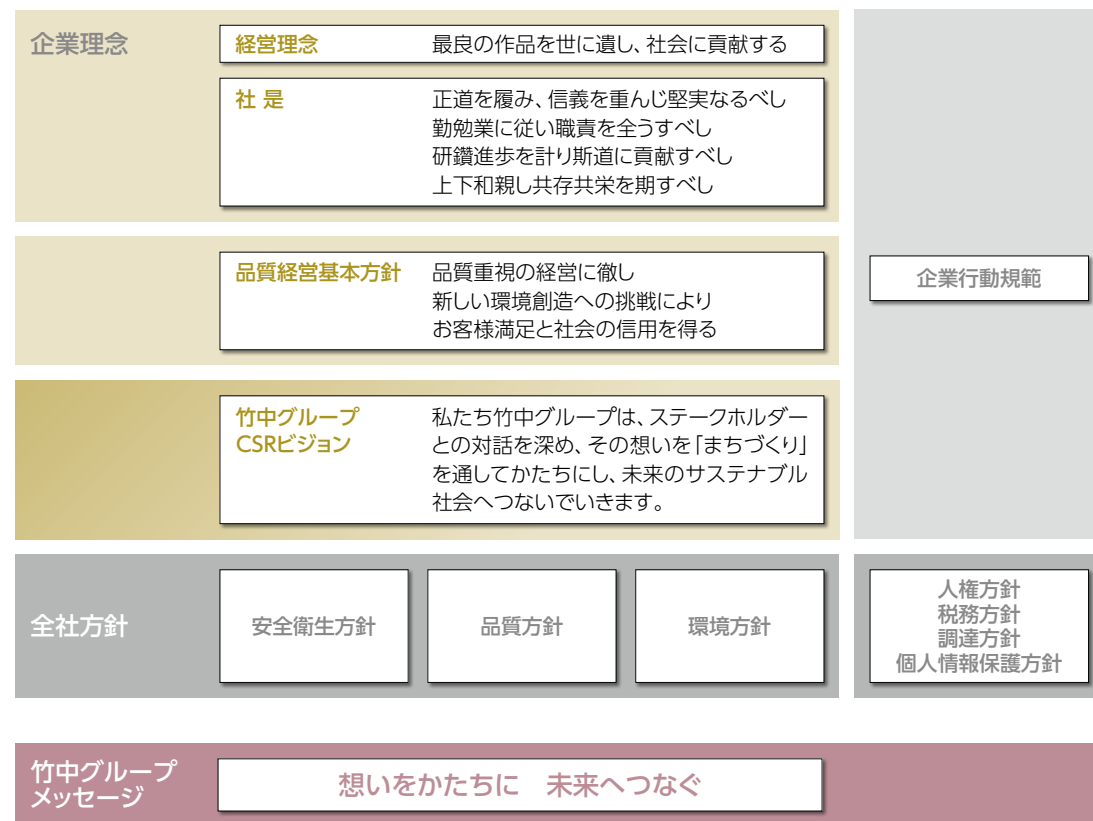 企業理念
経営理念 最良の作品を世に遺し、社会に貢献する
社 是 正道を履み、信義を重んじ堅実なるべし
勤勉業に従い職責を全うすべし
研鑽進歩を計り斯道に貢献すべし
上下和親し共存共栄を期すべし
品質経営基本方針 品質重視の経営に徹し
新しい環境創造への挑戦により
お客様満足と社会の信用を得る
企業行動規範
竹中グループ
CSRビジョン
私たち竹中グループは、ステークホルダー
との対話を深め、その想いを「まちづくり」
を通してかたちにし、未来のサステナブル
社会へつないでいきます。
全社方針
安全衛生方針
品質方針
環境方針
人権方針
税務方針
調達方針
個人情報保護方針
竹中グループ
メッセージ
想いをかたちに 未来へつなぐ